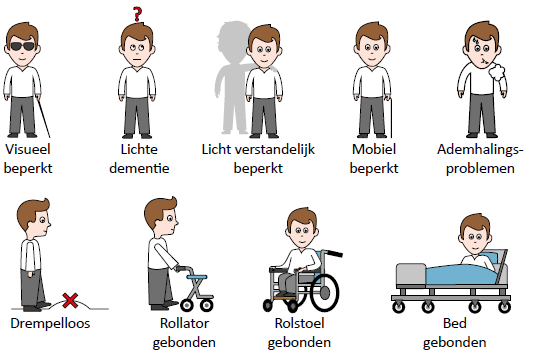 ?
Visueel
beperkt
Lichte
dementie
Licht verstandelijk
beperkt
Mobiel
beperkt
Ademhalings-
problemen
Drempelloos
Rollator
gebonden
Rolstoel
gebonden
Bed
gebonden